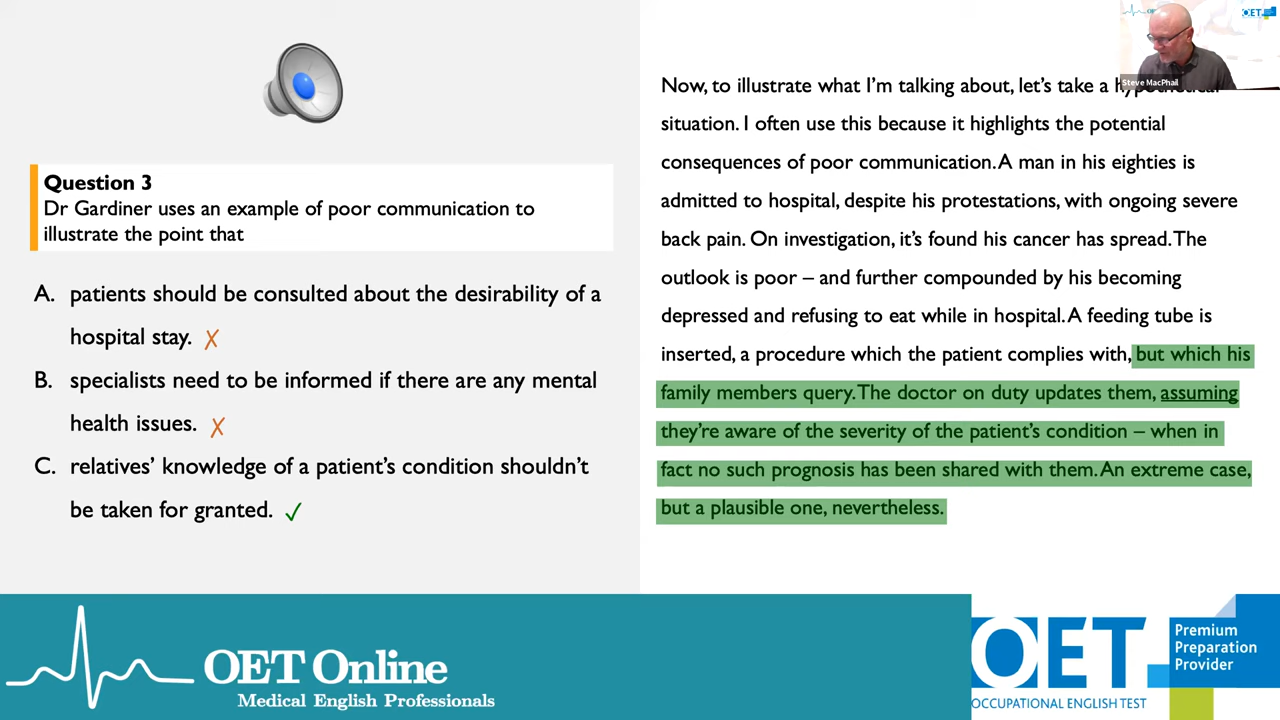 Question 3
Dr Gardiner uses an example of poor communication to
illustrate the point that
A. patients should be consulted about the desirability of a
hospital stay. ✗
B. specialists need to be informed if there are any mental
health issues. ✗
C. relatives' knowledge of a patient's condition shouldn't
be taken for granted. ✓
Steve MacPhail
Now, to illustrate what I'm talking about, let's take a hypothetical
situation. I often use this because it highlights the potential
consequences of poor communication. A man in his eighties is
admitted to hospital, despite his protestations, with ongoing severe
back pain. On investigation, it's found his cancer has spread. The
outlook is poor – and further compounded by his becoming
depressed and refusing to eat while in hospital. A feeding tube is
inserted, a procedure which the patient complies with, but which his
family members query. The doctor on duty updates them, assuming
they're aware of the severity of the patient's condition – when in
fact no such prognosis has been shared with them. An extreme case,
but a plausible one, nevertheless.
OET Online
Medical English Professionals
OET
OCCUPATIONAL ENGLISH TEST
Premium
Preparation
Provider